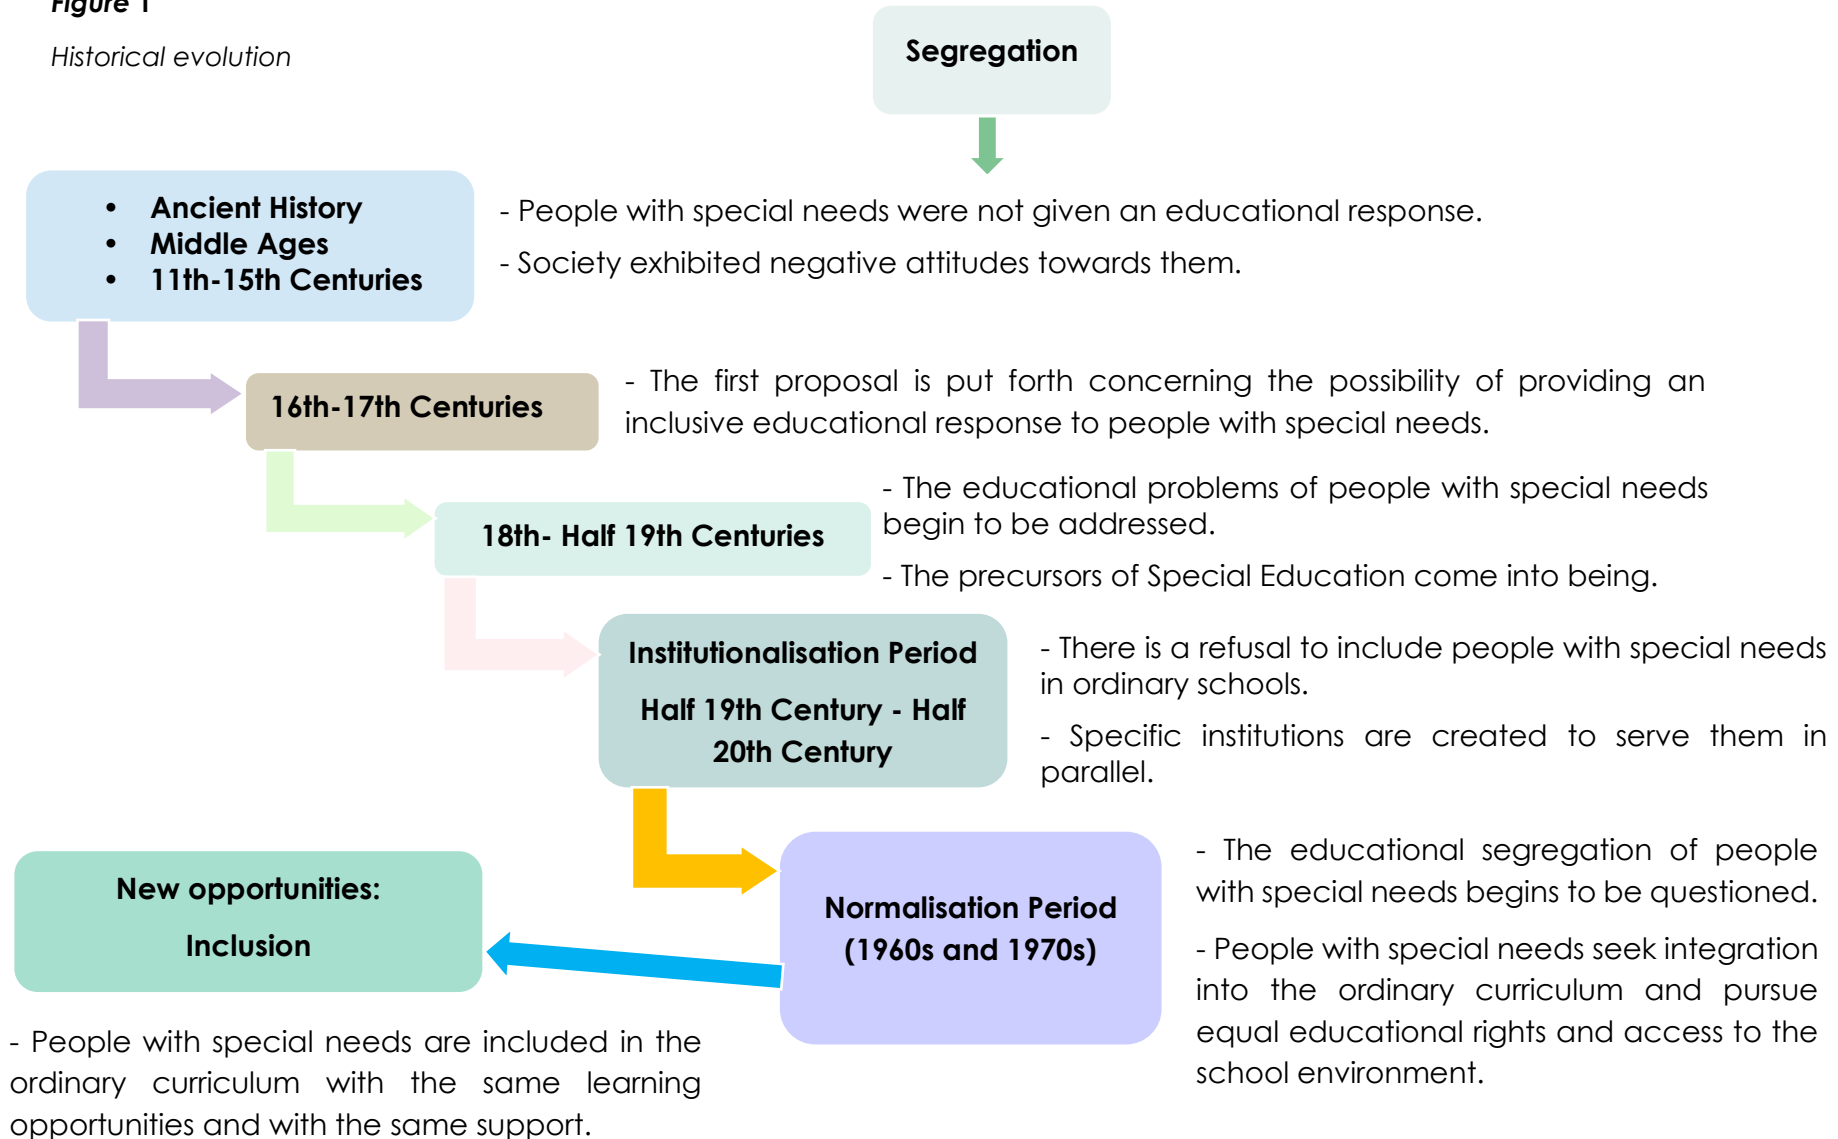 Figure 1
Historical evolution
Segregation
• Ancient History
• Middle Ages
• 11th-15th Centuries
- People with special needs were not given an educational response.
- Society exhibited negative attitudes towards them.
16th-17th Centuries
- The first proposal is put forth concerning the possibility of providing an
inclusive educational response to people with special needs.
18th- Half 19th Centuries
- The educational problems of people with special needs
begin to be addressed.
- The precursors of Special Education come into being.
Institutionalisation Period
Half 19th Century - Half
20th Century
- There is a refusal to include people with special needs
in ordinary schools.
- Specific institutions are created to serve them in
parallel.
Normalisation Period
(1960s and 1970s)
- The educational segregation of people
with special needs begins to be questioned.
- People with special needs seek integration
into the ordinary curriculum and pursue
equal educational rights and access to the
school environment.
New opportunities:
Inclusion
- People with special needs are included in the
ordinary curriculum with the same learning
opportunities and with the same support.